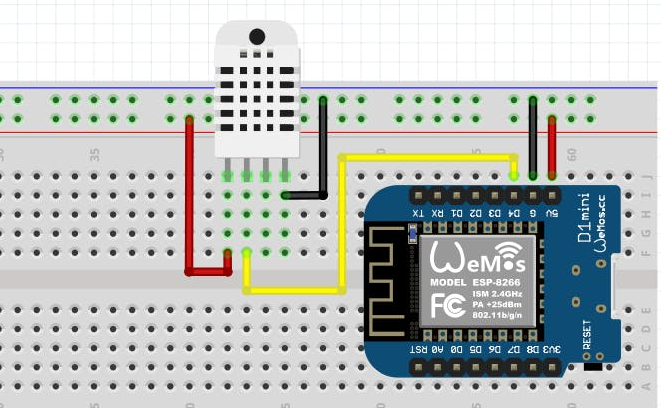 35
60
J
I
H
G
F
E
D
C
B
A
TX RX D1 D2 D3 D4 G 5V
D1 mini
WeMos.cc
WeMos
MODEL ESP-8266
FC
ISM 2.4GHz
PA +25dBm
802.11b/g/n
RST A0 D0 D5 D6 D7 D8 3V3
RESET